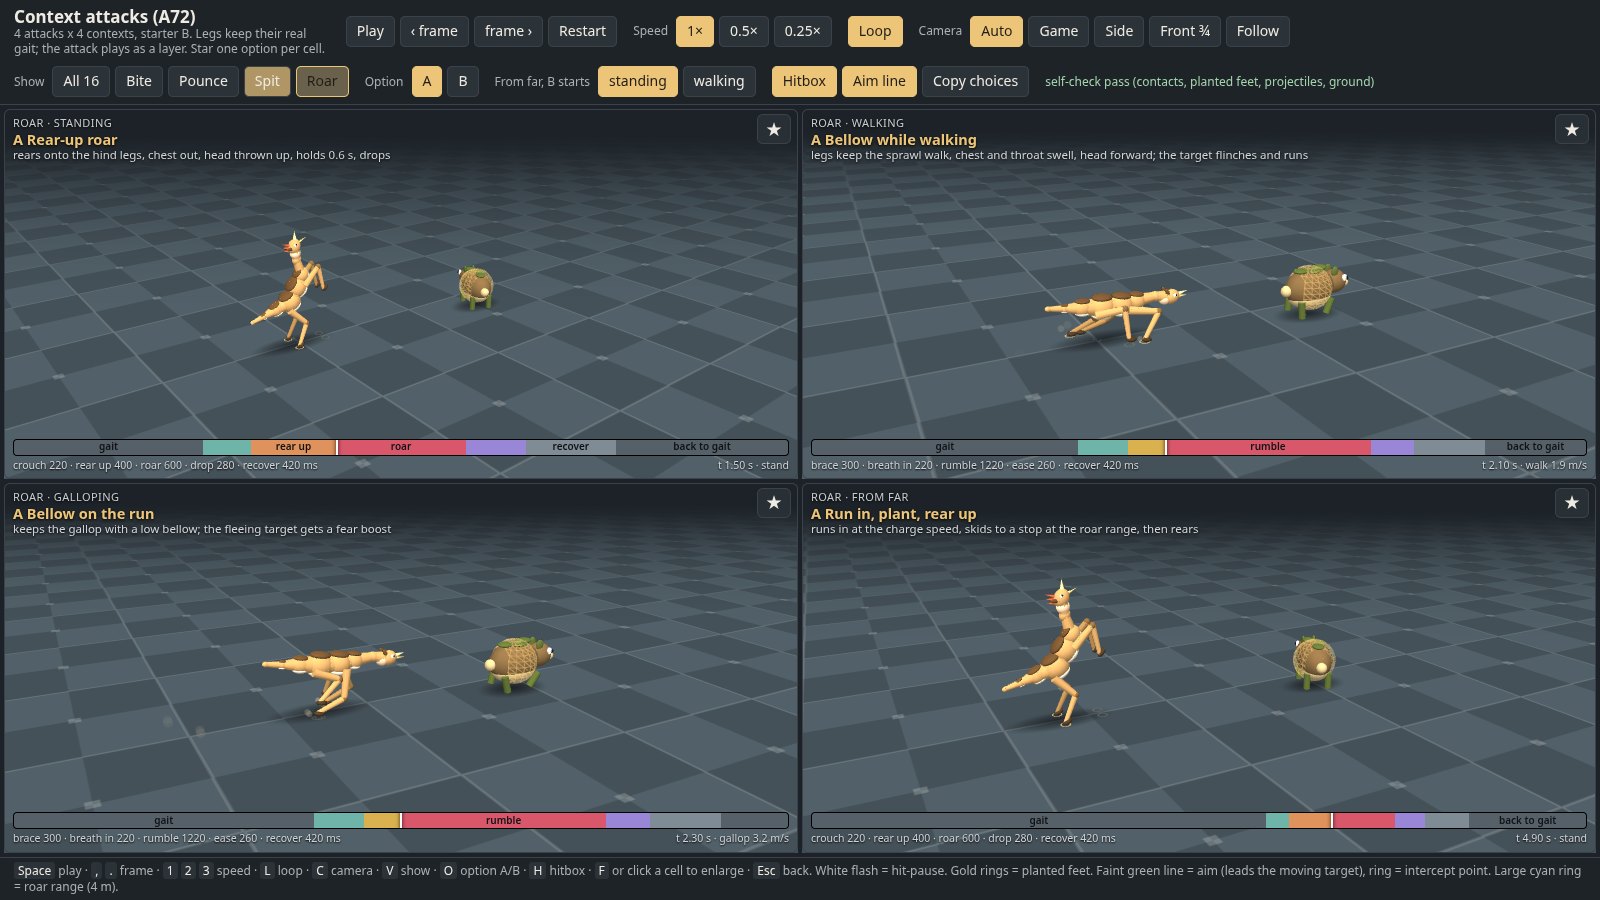 Context attacks (A72)
4 attacks x 4 contexts, starter B. Legs keep their real
gait; the attack plays as a layer. Star one option per cell.
Play ‹ frame frame › Restart Speed 1× 0.5× 0.25× Loop Camera Auto Game Side Front ¾ Follow
Show All 16 Bite Pounce Spit Roar Option A B From far, B starts standing walking Hitbox Aim line Copy choices self-check pass (contacts, planted feet, projectiles, ground)
ROAR · STANDING
A Rear-up roar
rears onto the hind legs, chest out, head thrown up, holds 0.6 s, drops
★
gait rear up roar recover back to gait
crouch 220 · rear up 400 · roar 600 · drop 280 · recover 420 ms t 1.50 s · stand
ROAR · WALKING
A Bellow while walking
legs keep the sprawl walk, chest and throat swell, head forward; the target flinches and runs
★
gait rumble back to gait
brace 300 · breath in 220 · rumble 1220 · ease 260 · recover 420 ms t 2.10 s · walk 1.9 m/s
ROAR · GALLOPING
A Bellow on the run
keeps the gallop with a low bellow; the fleeing target gets a fear boost
★
gait rumble
brace 300 · breath in 220 · rumble 1220 · ease 260 · recover 420 ms t 2.30 s · gallop 3.2 m/s
ROAR · FROM FAR
A Run in, plant, rear up
runs in at the charge speed, skids to a stop at the roar range, then rears
★
gait back to gait
crouch 220 · rear up 400 · roar 600 · drop 280 · recover 420 ms t 4.90 s · stand
Space play · , . frame · 1 2 3 speed · L loop · C camera · V show · O option A/B · H hitbox · F or click a cell to enlarge · Esc back. White flash = hit-pause. Gold rings = planted feet. Faint green line = aim (leads the moving target), ring = intercept point. Large cyan ring
= roar range (4 m).